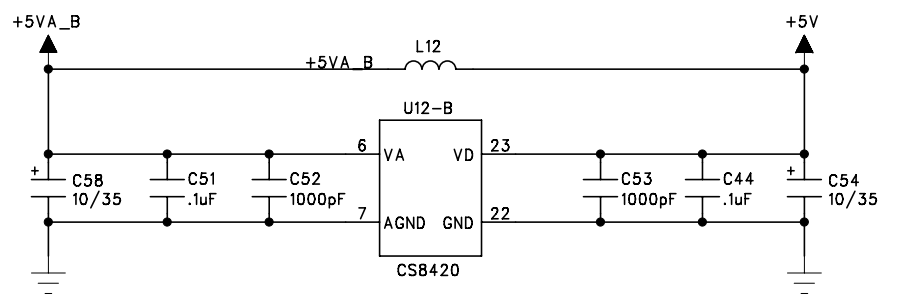 +5VA_B
+5V
L12
+5VA_B
U12-B
6
VA
VD
23
+
C58
10/35
C51
.1uF
C52
1000pF
C53
1000pF
C44
.1uF
+
C54
10/35
7
AGND
GND
22
CS8420